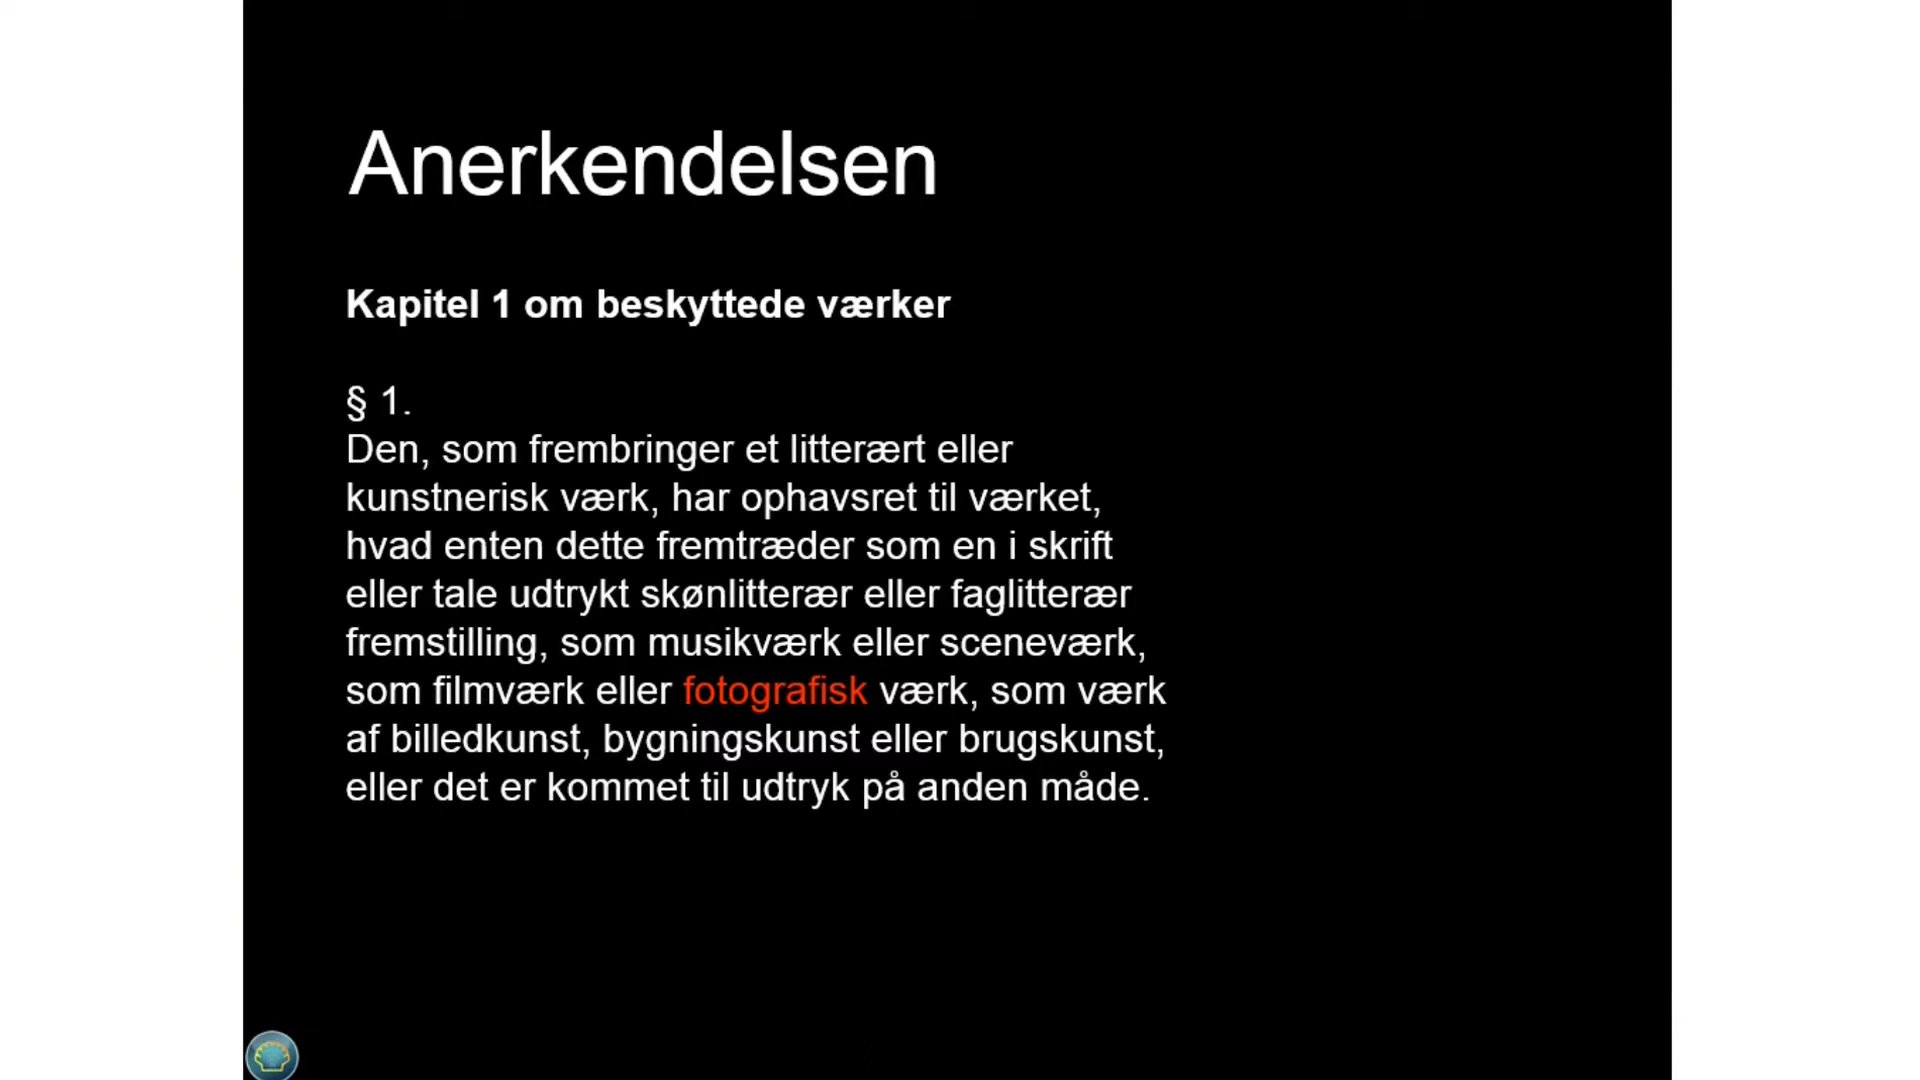 Anerkendelsen
Kapitel 1 om beskyttede værker
§ 1.
Den, som frembringer et litterært eller
kunstnerisk værk, har ophavsret til værket,
hvad enten dette fremtræder som en i skrift
eller tale udtrykt skønlitterær eller faglitterær
fremstilling, som musikværk eller sceneværk,
som filmværk eller fotografisk værk, som værk
af billedkunst, bygningskunst eller brugskunst,
eller det er kommet til udtryk på anden måde.